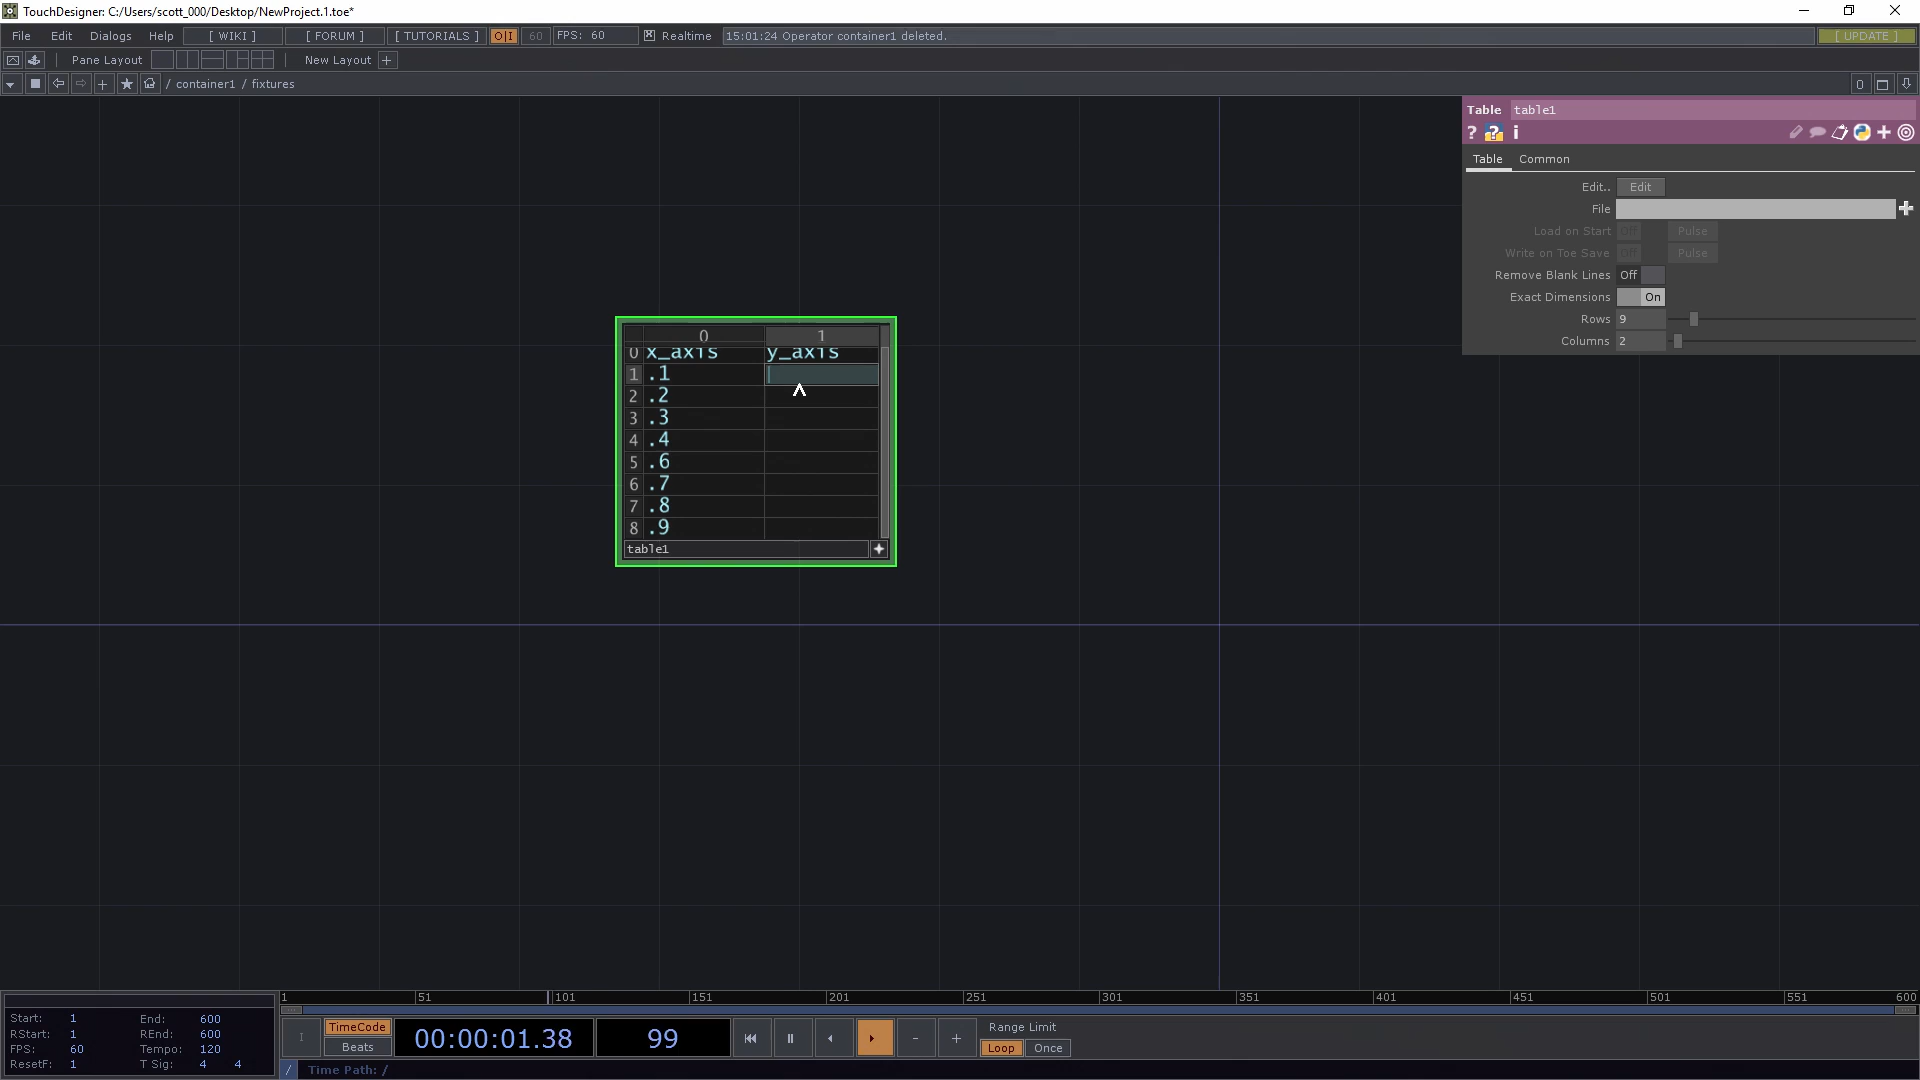 TouchDesigner: C:/Users/scott_000/Desktop/NewProject.1.toe*
File Edit Dialogs Help [ WIKI ] [ FORUM ] [ TUTORIALS ] O|I 60 FPS: 60 Realtime 15:01:24 Operator container1 deleted. [ UPDATE ]
Pane Layout New Layout +
/ container1 / fixtures 0
Table table1
? ? i
Table Common
Edit.. Edit
File
Load on Start Off Pulse
Write on Toe Save Off Pulse
Remove Blank Lines Off
Exact Dimensions On
Rows 9
Columns 2
0 1
0 x_axis y_axis
1 .1
2 .2
3 .3
4 .4
5 .6
6 .7
7 .8
8 .9
table1
1 51 101 151 201 251 301 351 401 451 501 551 600
Start: 1 End: 600
RStart: 1 REnd: 600
FPS: 60 Tempo: 120
ResetF: 1 T Sig: 4 4
I TimeCode 00:00:01.38 99 - + Range Limit
Beats Loop Once
/ Time Path: /